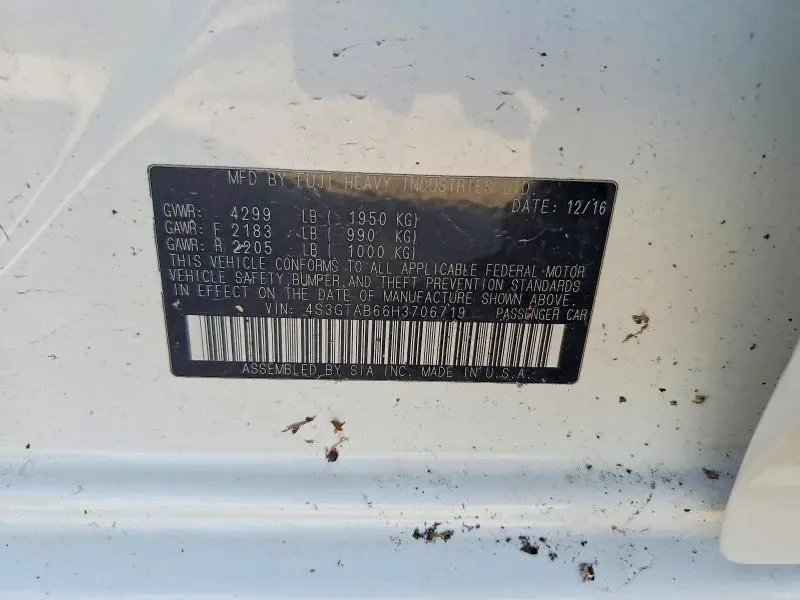 MFD BY FUJI HEAVY INDUSTRIES LTD.
DATE: 12/16
GVWR: 4299 LB ( 1950 KG)
GAWR: F 2183 LB ( 990 KG)
GAWR: R 2205 LB ( 1000 KG)
THIS VEHICLE CONFORMS TO ALL APPLICABLE FEDERAL MOTOR
VEHICLE SAFETY, BUMPER, AND THEFT PREVENTION STANDARDS
IN EFFECT ON THE DATE OF MANUFACTURE SHOWN ABOVE.
VIN: 4S3GTAB66H3706719 PASSENGER CAR
ASSEMBLED BY SIA INC. MADE IN U.S.A.